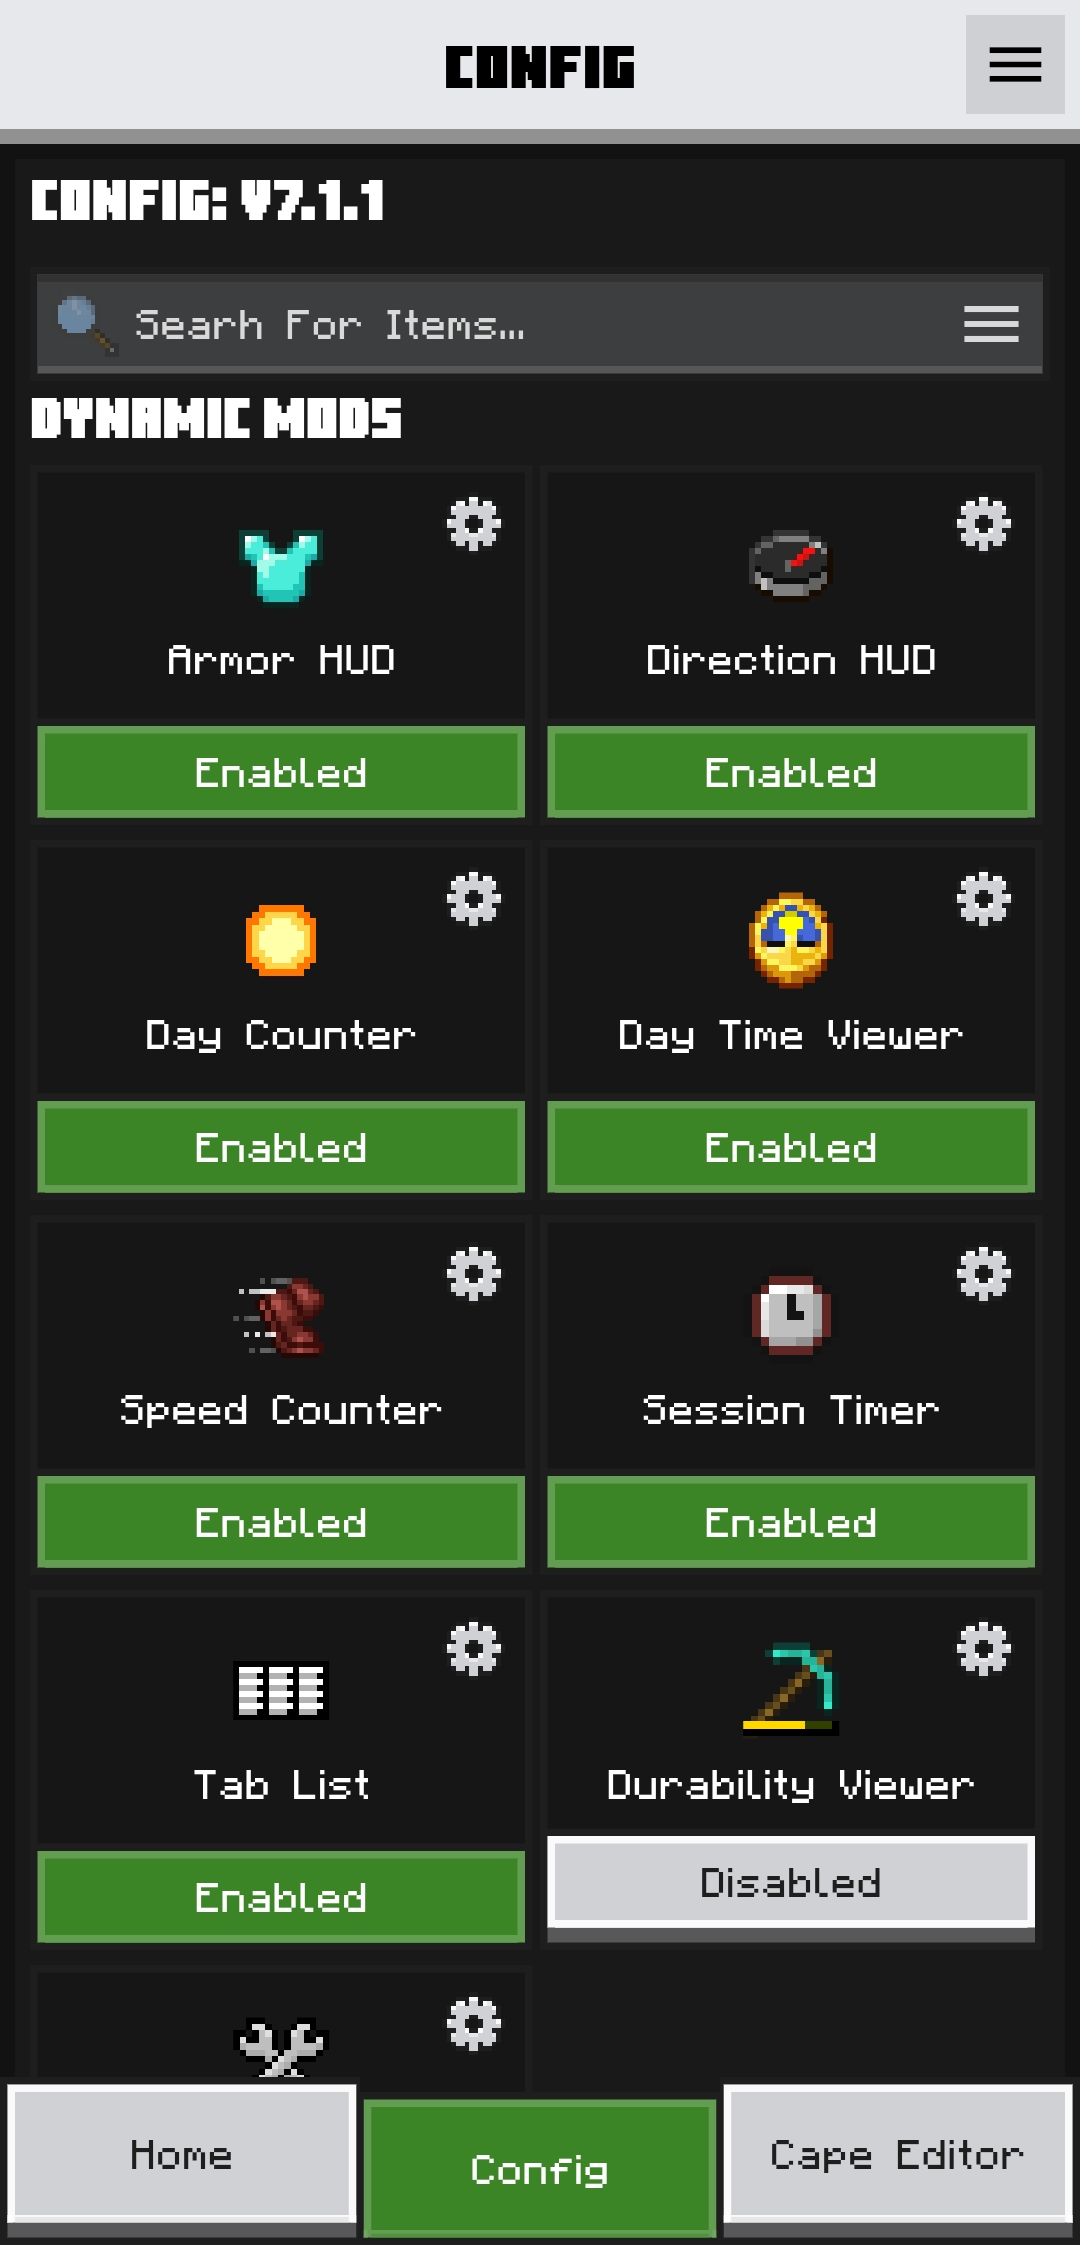 CONFIG
CONFIG: V7.1.1
Searh For Items...
DYNAMIC MODS
Armor HUD
Direction HUD
Enabled
Enabled
Day Counter
Day Time Viewer
Enabled
Enabled
Speed Counter
Session Timer
Enabled
Enabled
Tab List
Durability Viewer
Enabled
Disabled
Home
Config
Cape Editor